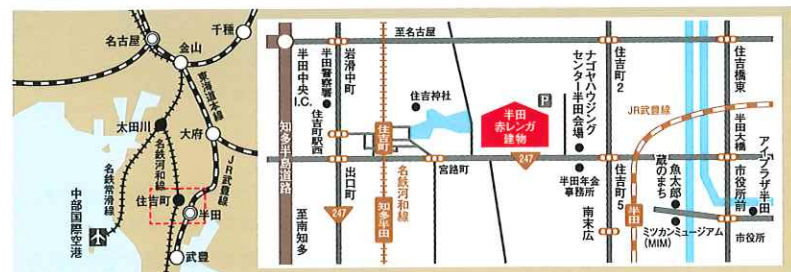 名古屋
千種
金山
東海道本線
太田川
大府
名鉄河和線
名鉄常滑線
JR武豊線
住吉町
半田
中部国際空港
武豊
至名古屋
半田中央I.C.
半田警察署
岩滑中町
住吉町駅西
住吉神社
住吉町
知多半島道路
出口町
247
至南知多
知多半田
名鉄河和線
宮路町
半田
赤レンガ
建物
P
247
ナゴヤハウジング
センター半田会場
半田年金
事務所
住吉町2
住吉町5
南末広
JR武豊線
半田
魚太郎
蔵のまち
ミツカンミュージアム
(MIM)
住吉橋東
半田大橋
市役所前
アイプラザ半田
市役所